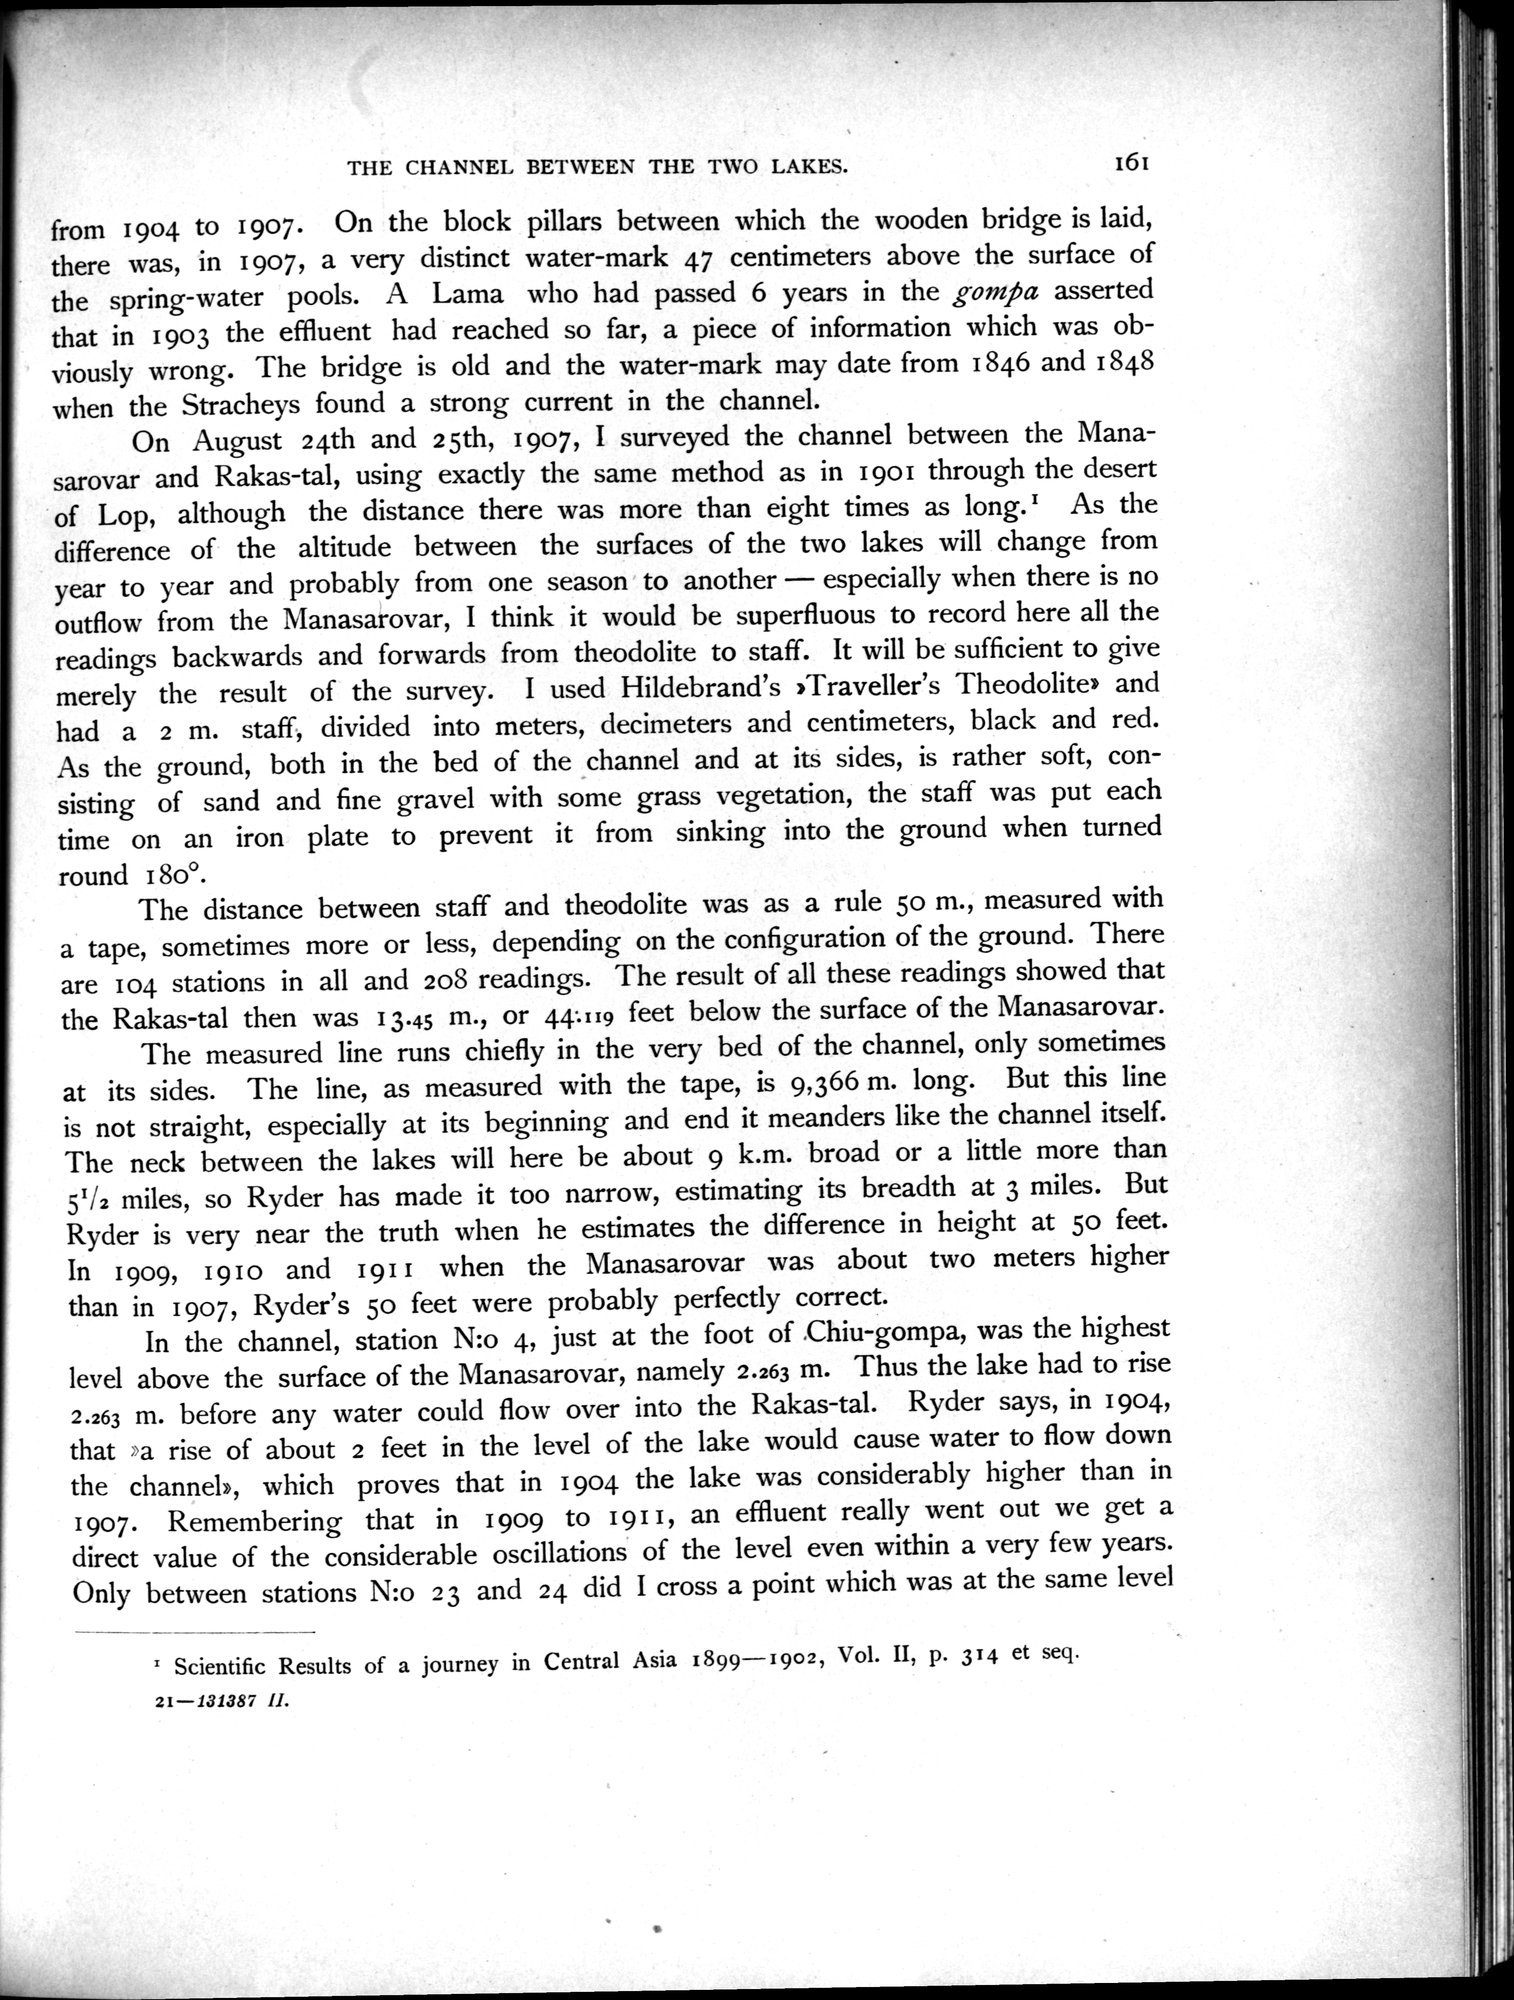 THE CHANNEL BETWEEN THE TWO LAKES. 161
from 1904 to 1907. On the block pillars between which the wooden bridge is laid,
there was, in 1907, a very distinct water-mark 47 centimeters above the surface of
the spring-water pools. A Lama who had passed 6 years in the gompa asserted
that in 1903 the effluent had reached so far, a piece of information which was ob-
viously wrong. The bridge is old and the water-mark may date from 1846 and 1848
when the Stracheys found a strong current in the channel.
On August 24th and 25th, 1907, I surveyed the channel between the Mana-
sarovar and Rakas-tal, using exactly the same method as in 1901 through the desert
of Lop, although the distance there was more than eight times as long.¹ As the
difference of the altitude between the surfaces of the two lakes will change from
year to year and probably from one season to another — especially when there is no
outflow from the Manasarovar, I think it would be superfluous to record here all the
readings backwards and forwards from theodolite to staff. It will be sufficient to give
merely the result of the survey. I used Hildebrand's »Traveller's Theodolite» and
had a 2 m. staff, divided into meters, decimeters and centimeters, black and red.
As the ground, both in the bed of the channel and at its sides, is rather soft, con-
sisting of sand and fine gravel with some grass vegetation, the staff was put each
time on an iron plate to prevent it from sinking into the ground when turned
round 180°.
The distance between staff and theodolite was as a rule 50 m., measured with
a tape, sometimes more or less, depending on the configuration of the ground. There
are 104 stations in all and 208 readings. The result of all these readings showed that
the Rakas-tal then was 13.45 m., or 44.119 feet below the surface of the Manasarovar.
The measured line runs chiefly in the very bed of the channel, only sometimes
at its sides. The line, as measured with the tape, is 9,366 m. long. But this line
is not straight, especially at its beginning and end it meanders like the channel itself.
The neck between the lakes will here be about 9 k.m. broad or a little more than
5¹/₂ miles, so Ryder has made it too narrow, estimating its breadth at 3 miles. But
Ryder is very near the truth when he estimates the difference in height at 50 feet.
In 1909, 1910 and 1911 when the Manasarovar was about two meters higher
than in 1907, Ryder's 50 feet were probably perfectly correct.
In the channel, station N:o 4, just at the foot of Chiu-gompa, was the highest
level above the surface of the Manasarovar, namely 2.263 m. Thus the lake had to rise
2.263 m. before any water could flow over into the Rakas-tal. Ryder says, in 1904,
that »a rise of about 2 feet in the level of the lake would cause water to flow down
the channel», which proves that in 1904 the lake was considerably higher than in
1907. Remembering that in 1909 to 1911, an effluent really went out we get a
direct value of the considerable oscillations of the level even within a very few years.
Only between stations N:o 23 and 24 did I cross a point which was at the same level
¹ Scientific Results of a journey in Central Asia 1899—1902, Vol. II, p. 314 et seq.
21—131387 II.